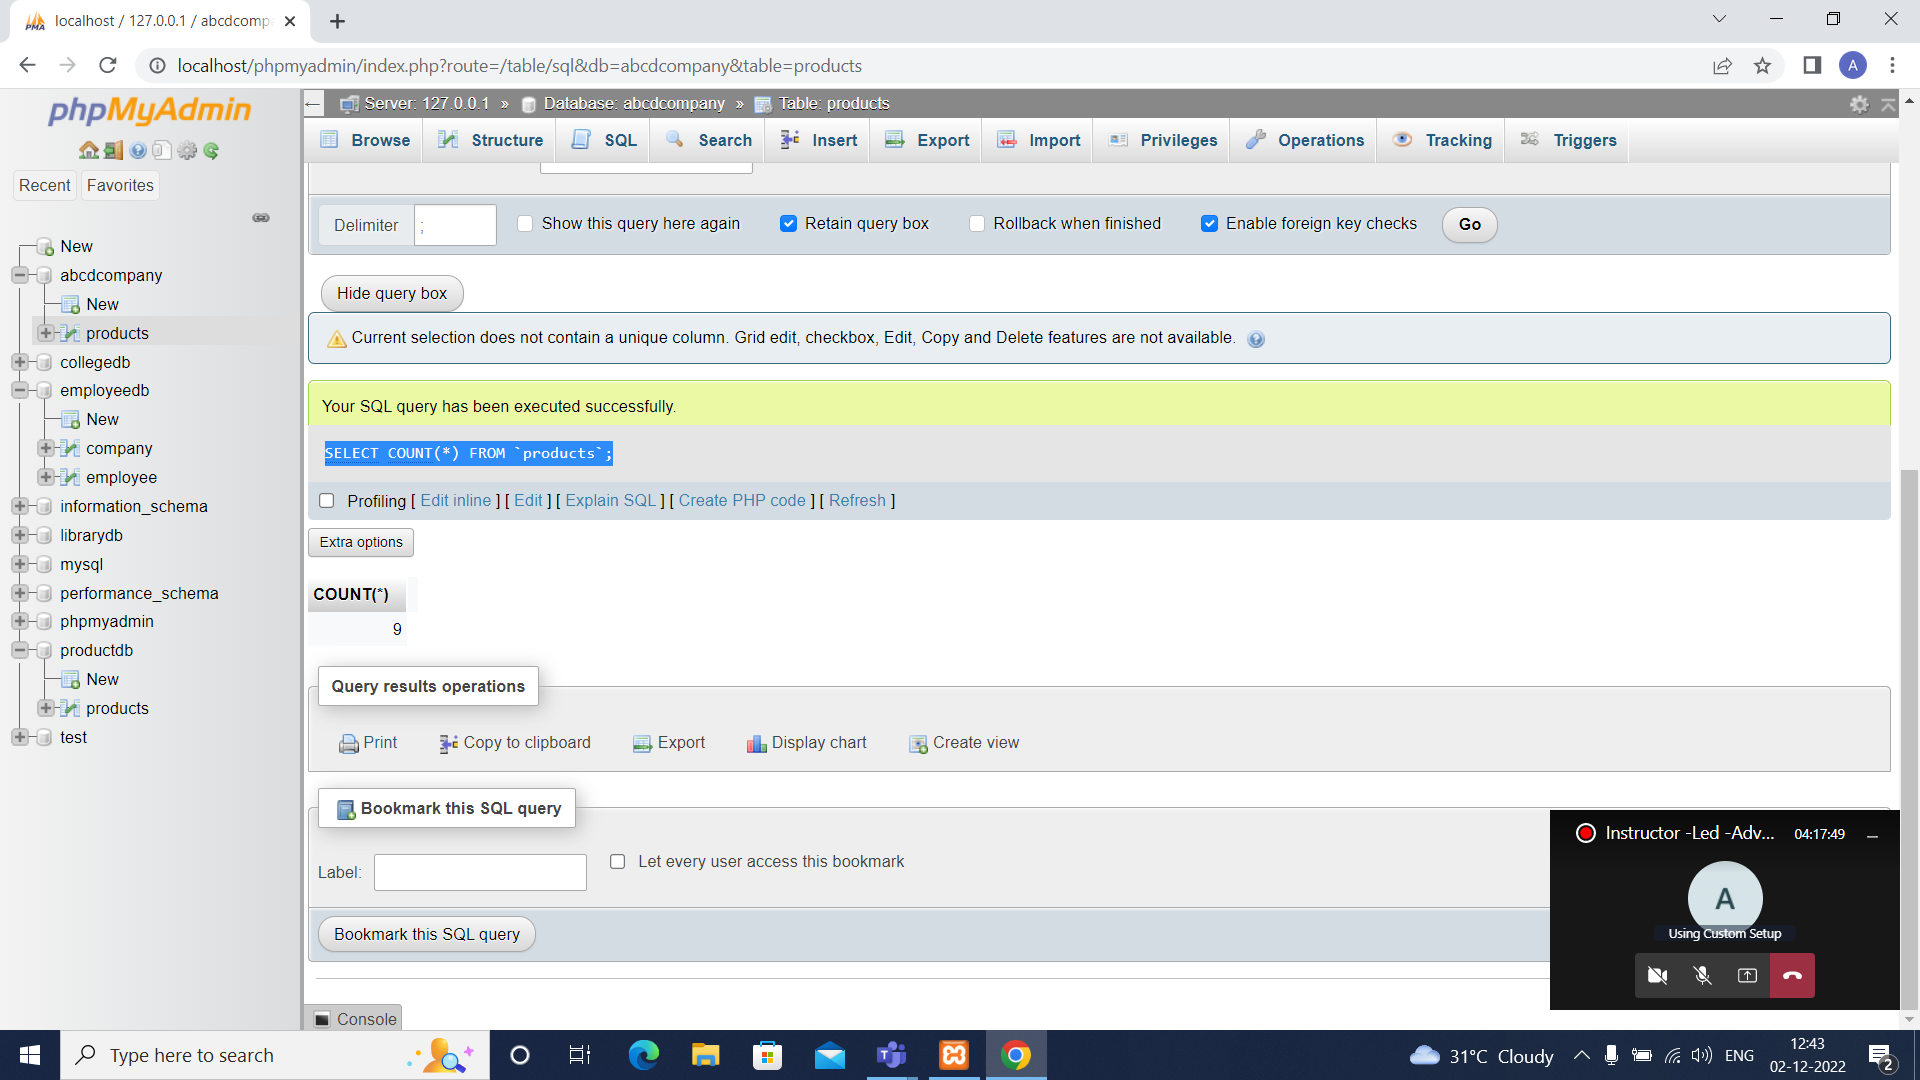 localhost / 127.0.0.1 / abcdcomp
localhost/phpmyadmin/index.php?route=/table/sql&db=abcdcompany&table=products
A
phpMyAdmin
Recent
Favorites
New
abcdcompany
New
products
collegedb
employeedb
New
company
employee
information_schema
librarydb
mysql
performance_schema
phpmyadmin
productdb
New
products
test
Server: 127.0.0.1 » Database: abcdcompany » Table: products
Browse
Structure
SQL
Search
Insert
Export
Import
Privileges
Operations
Tracking
Triggers
Delimiter
;
Show this query here again
Retain query box
Rollback when finished
Enable foreign key checks
Go
Hide query box
Current selection does not contain a unique column. Grid edit, checkbox, Edit, Copy and Delete features are not available.
Your SQL query has been executed successfully.
SELECT COUNT(*) FROM `products`;
Profiling [ Edit inline ] [ Edit ] [ Explain SQL ] [ Create PHP code ] [ Refresh ]
Extra options
COUNT(*)
9
Query results operations
Print
Copy to clipboard
Export
Display chart
Create view
Bookmark this SQL query
Label:
Let every user access this bookmark
Bookmark this SQL query
Console
Instructor -Led -Adv...
04:17:49
A
Using Custom Setup
Type here to search
31°C Cloudy
ENG
12:43
02-12-2022
2